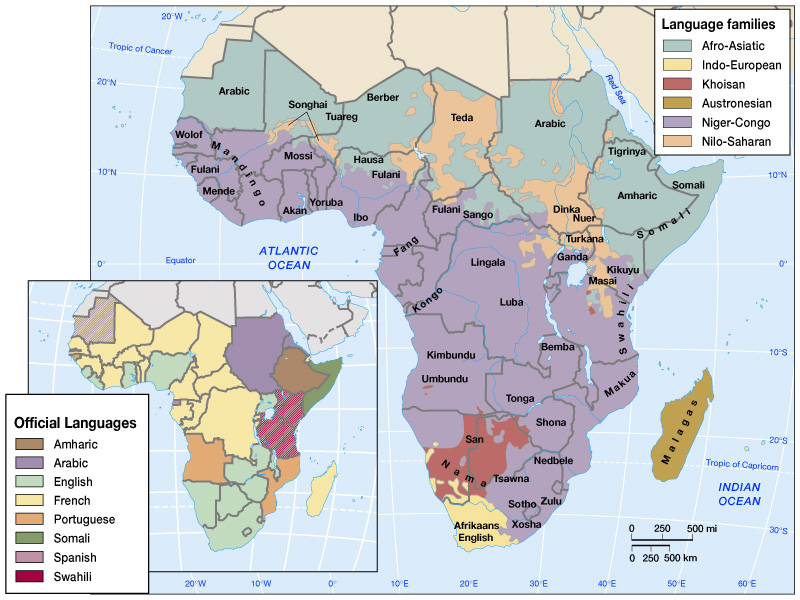 20°W
Tropic of Cancer
20°N
10°N
10°N
0°
Equator
0°
10°S
20°S
Tropic of Capricorn
30°S
20°W
10°W
0°
10°E
20°E
30°E
40°E
50°E
60°E
Red Sea
ATLANTIC
OCEAN
INDIAN
OCEAN
Language families
Afro-Asiatic
Indo-European
Khoisan
Austronesian
Niger-Congo
Nilo-Saharan
Arabic
Songhai
Tuareg
Berber
Teda
Arabic
Wolof
Mandingo
Mossi
Hausa
Fulani
Fulani
Mende
Akan
Yoruba
Ibo
Fulani
Sango
Tigrinya
Amharic
Somali
Somali
Dinka
Nuer
Turkana
Ganda
Kikuyu
Masai
Fang
Lingala
Kongo
Luba
Swahili
Bemba
Kimbundu
Umbundu
Makua
Tonga
Shona
San
Nama
Tsawna
Nedbele
Sotho
Zulu
Xosha
Afrikaans
English
Malagas
0 250 500 mi
0 250 500 km
Official Languages
Amharic
Arabic
English
French
Portuguese
Somali
Spanish
Swahili